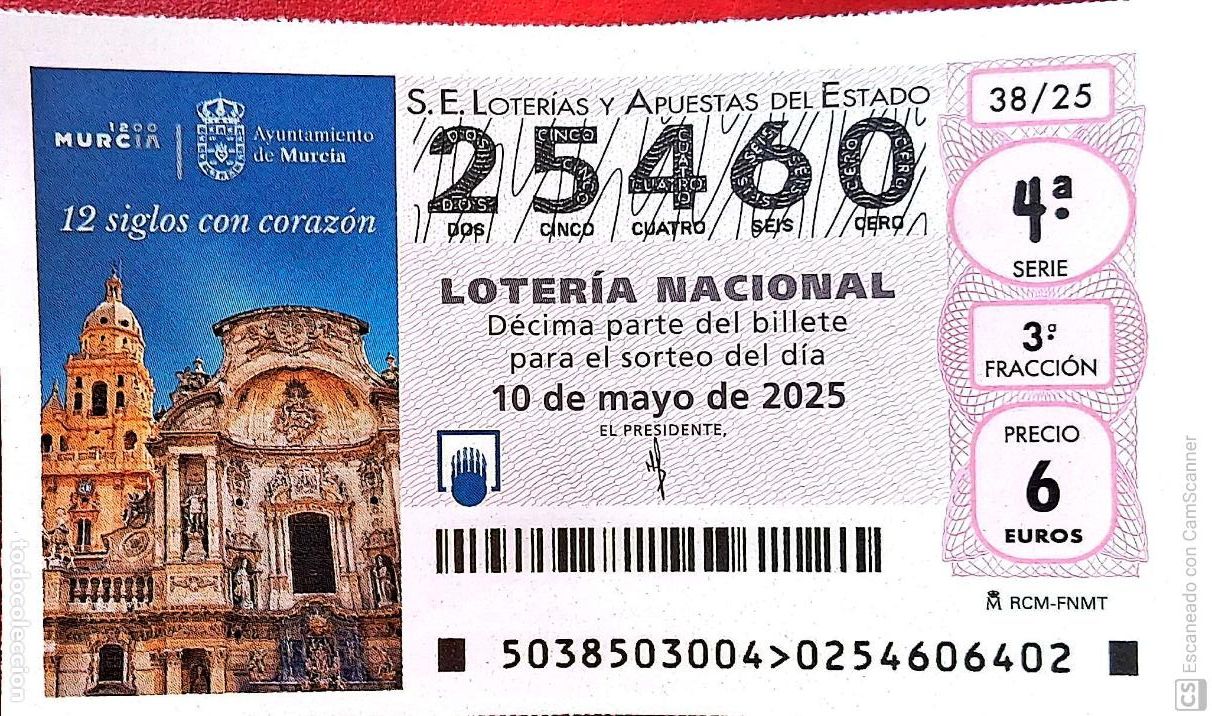 1200
MURCIA
Ayuntamiento
de Murcia
12 siglos con corazón
S.E. LOTERÍAS Y APUESTAS DEL ESTADO
25460
DOS CINCO CUATRO SEIS CERO
LOTERÍA NACIONAL
Décima parte del billete
para el sorteo del día
10 de mayo de 2025
EL PRESIDENTE,
38/25
4ª
SERIE
3ª
FRACCIÓN
PRECIO
6
EUROS
RCM-FNMT
5038503004>0254606402
todocoleccion
CS Escaneado con CamScanner